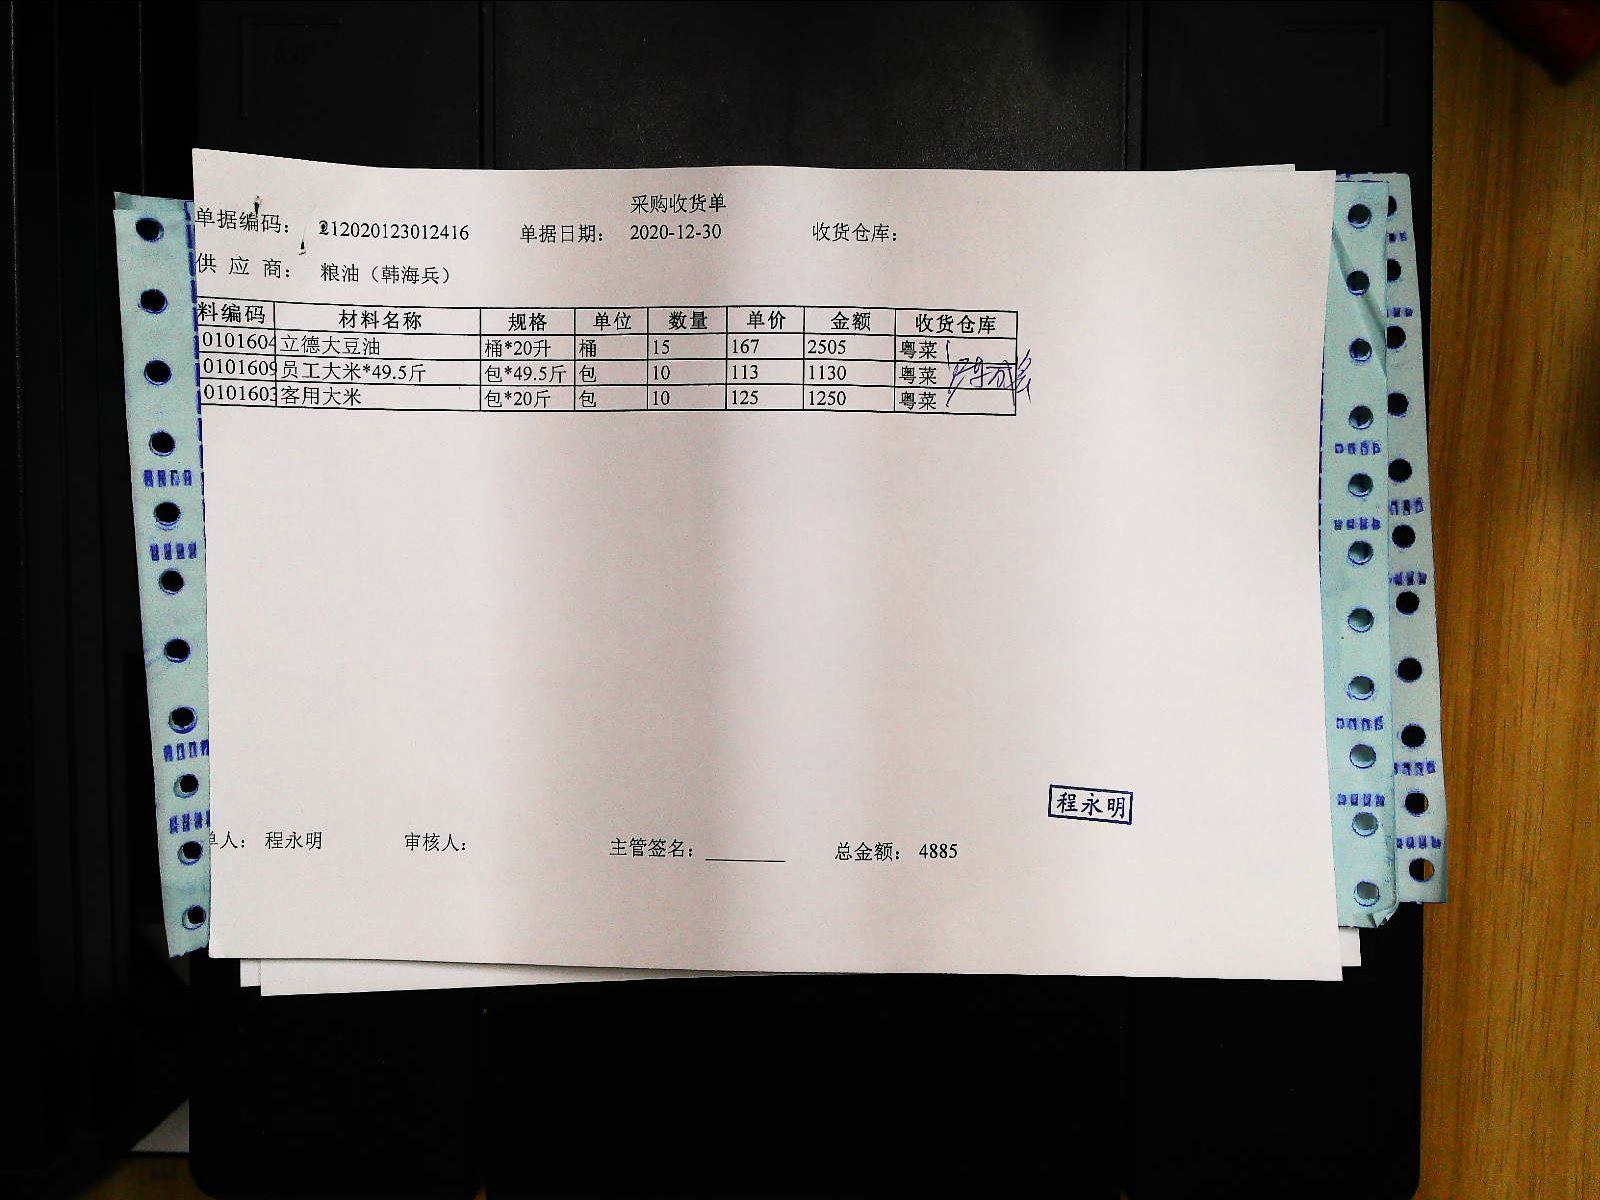 采购收货单
单据编码： 212020123012416 单据日期： 2020-12-30 收货仓库：
供 应 商： 粮油（韩海兵）
料编码 材料名称 规格 单位 数量 单价 金额 收货仓库
0101604 立德大豆油 桶*20升 桶 15 167 2505 粤菜
0101609 员工大米*49.5斤 包*49.5斤 包 10 113 1130 粤菜
0101603 客用大米 包*20斤 包 10 125 1250 粤菜
程永明
单人： 程永明 审核人： 主管签名：________ 总金额： 4885